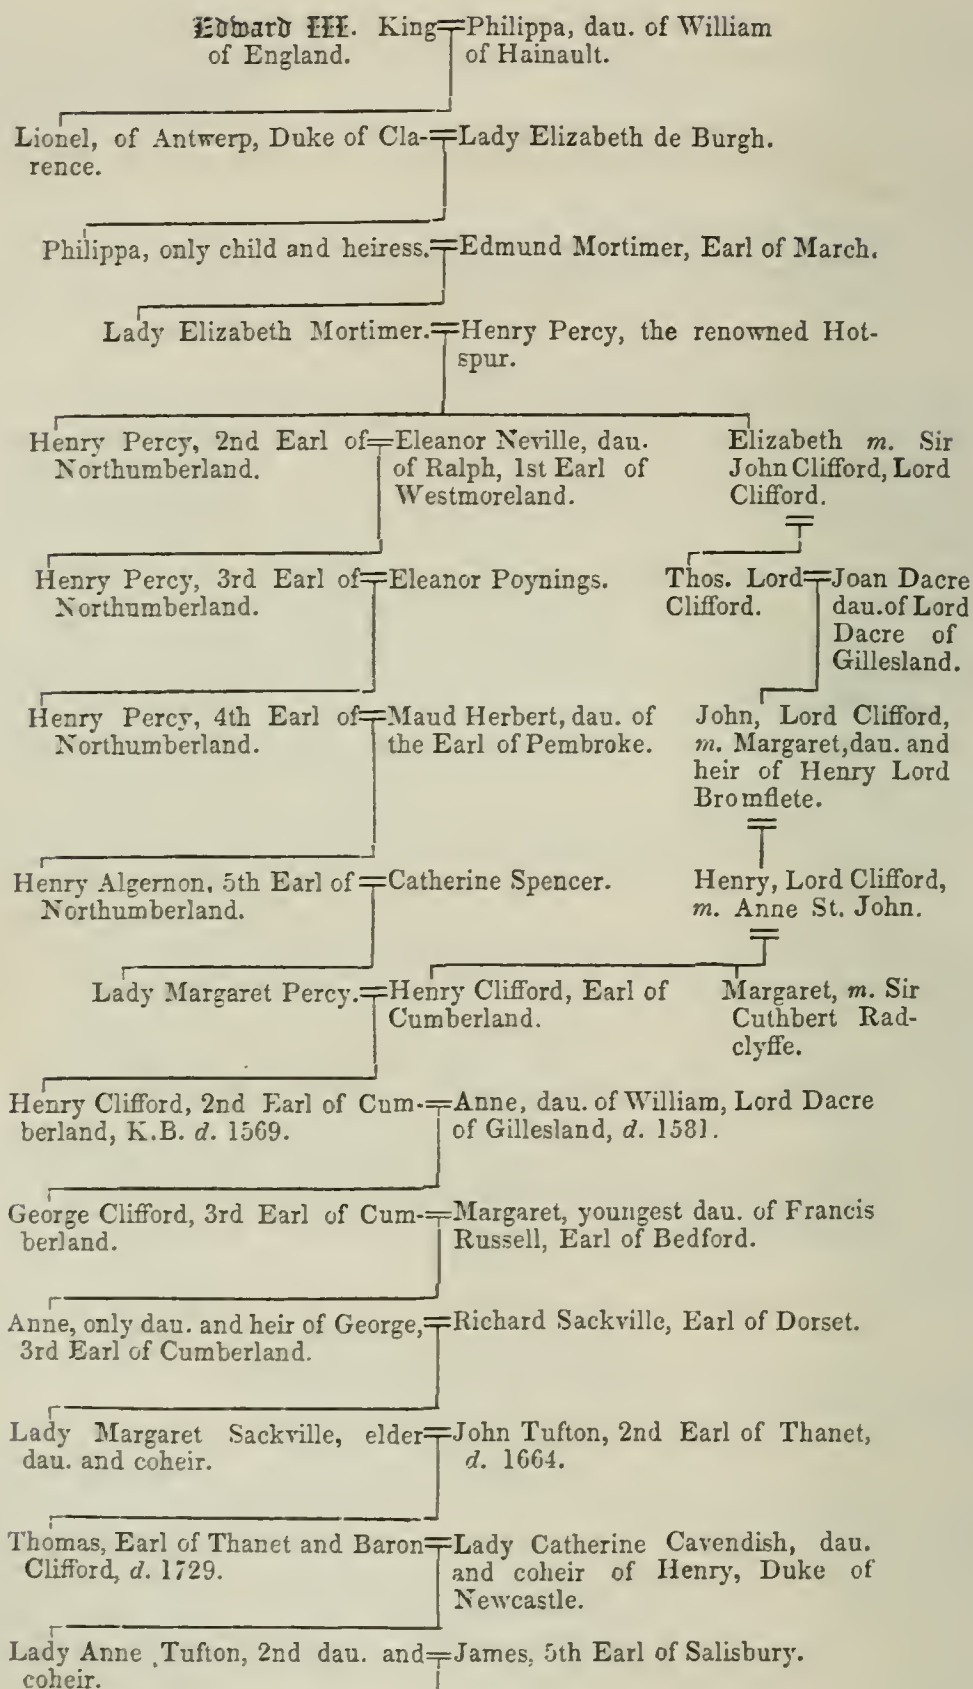 Edward III. King
of England.
Philippa, dau. of William
of Hainault.
Lionel, of Antwerp, Duke of Cla-
rence.
Lady Elizabeth de Burgh.
Philippa, only child and heiress.
Edmund Mortimer, Earl of March.
Lady Elizabeth Mortimer.
Henry Percy, the renowned Hot-
spur.
Henry Percy, 2nd Earl of
Northumberland.
Eleanor Neville, dau.
of Ralph, 1st Earl of
Westmoreland.
Elizabeth m. Sir
John Clifford, Lord
Clifford.
Henry Percy, 3rd Earl of
Northumberland.
Eleanor Poynings.
Thos. Lord
Clifford.
Joan Dacre
dau. of Lord
Dacre of
Gillesland.
Henry Percy, 4th Earl of
Northumberland.
Maud Herbert, dau. of
the Earl of Pembroke.
John, Lord Clifford,
m. Margaret, dau. and
heir of Henry Lord
Bromflete.
Henry Algernon, 5th Earl of
Northumberland.
Catherine Spencer.
Henry, Lord Clifford,
m. Anne St. John.
Lady Margaret Percy.
Henry Clifford, Earl of
Cumberland.
Margaret, m. Sir
Cuthbert Rad-
clyffe.
Henry Clifford, 2nd Earl of Cum-
berland, K.B. d. 1569.
Anne, dau. of William, Lord Dacre
of Gillesland, d. 1581.
George Clifford, 3rd Earl of Cum-
berland.
Margaret, youngest dau. of Francis
Russell, Earl of Bedford.
Anne, only dau. and heir of George,
3rd Earl of Cumberland.
Richard Sackville, Earl of Dorset.
Lady Margaret Sackville, elder
dau. and coheir.
John Tufton, 2nd Earl of Thanet,
d. 1664.
Thomas, Earl of Thanet and Baron
Clifford, d. 1729.
Lady Catherine Cavendish, dau.
and coheir of Henry, Duke of
Newcastle.
Lady Anne Tufton, 2nd dau. and
coheir.
James, 5th Earl of Salisbury.